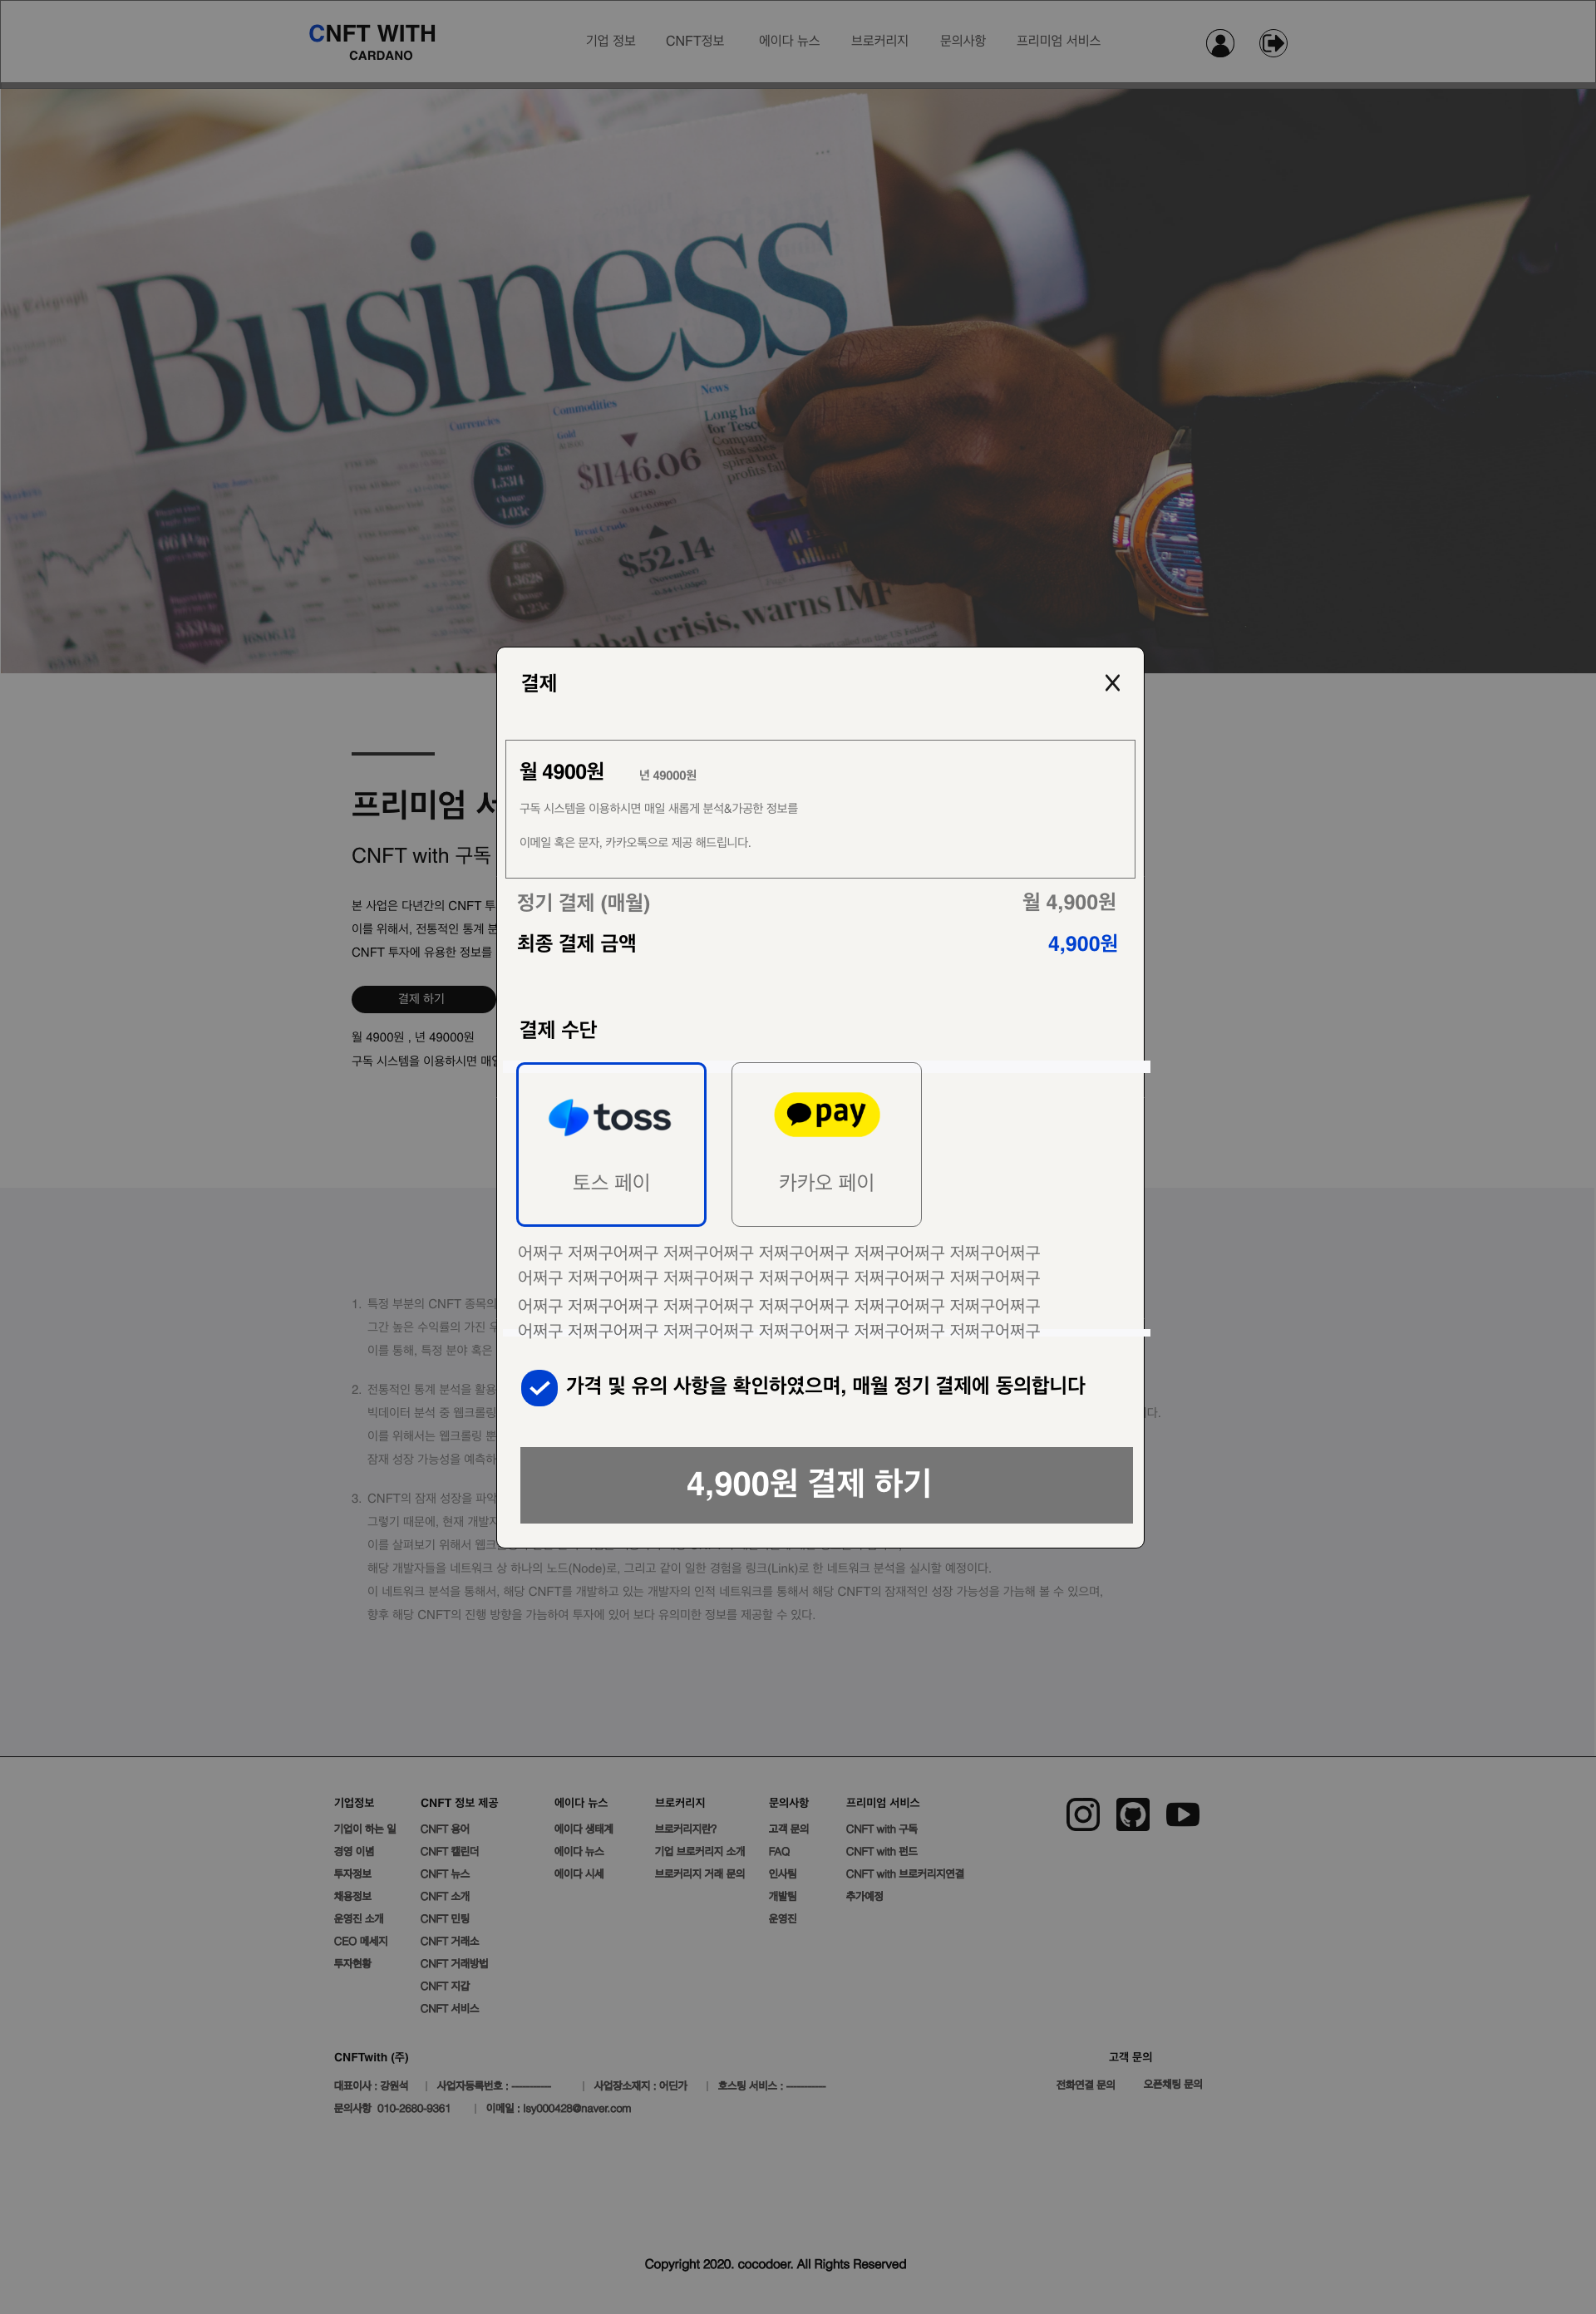 CNFT WITH
CARDANO
기업 정보
CNFT정보
에이다 뉴스
브로커리지
문의사항
프리미엄 서비스
Business
News
Commodities
Currencies
Gold
$1146.06
Rate
1.5314
Change
Brent Crude
$52.14
(November)
Markets
Rate
1.3628
Change
global crisis, warns IMF
결제
X
월 4900원
년 49000원
구독 시스템을 이용하시면 매일 새롭게 분석&가공한 정보를
이메일 혹은 문자, 카카오톡으로 제공 해드립니다.
정기 결제 (매월)
월 4,900원
최종 결제 금액
4,900원
결제 수단
toss
토스 페이
pay
카카오 페이
어쩌구 저쩌구어쩌구 저쩌구어쩌구 저쩌구어쩌구 저쩌구어쩌구 저쩌구어쩌구
어쩌구 저쩌구어쩌구 저쩌구어쩌구 저쩌구어쩌구 저쩌구어쩌구 저쩌구어쩌구
어쩌구 저쩌구어쩌구 저쩌구어쩌구 저쩌구어쩌구 저쩌구어쩌구 저쩌구어쩌구
어쩌구 저쩌구어쩌구 저쩌구어쩌구 저쩌구어쩌구 저쩌구어쩌구 저쩌구어쩌구
가격 및 유의 사항을 확인하였으며, 매월 정기 결제에 동의합니다
4,900원 결제 하기
프리미엄
CNFT with 구독
본 사업은 다년간의 CNFT
이를 위해서, 전통적인 통계
CNFT 투자에 유용한 정보를
결제 하기
월 4900원 , 년 49000원
구독 시스템을 이용하시면 매일
1. 특정 부분의 CNFT 종목의
그간 높은 수익률의 가진
이를 통해, 특정 분야 혹은
2. 전통적인 통계 분석을
빅데이터 분석 중 웹크롤링 다.
이를 위해서는 웹크롤링
잠재 성장 가능성을
3. CNFT의 잠재 성장을
그렇기 때문에, 현재
이를 살펴보기 위해서
해당 개발자들을 네트워크 상 하나의 노드(Node)로, 그리고 같이 일한 경험을 링크(Link)로 한 네트워크 분석을 실시할 예정이다.
이 네트워크 분석을 통해서, 해당 CNFT를 개발하고 있는 개발자의 인적 네트워크를 통해서 해당 CNFT의 잠재적인 성장 가능성을 가늠해 볼 수 있으며,
향후 해당 CNFT의 진행 방향을 가늠하여 투자에 있어 보다 유의미한 정보를 제공할 수 있다.
기업정보
기업이 하는 일
경영 이념
투자정보
채용정보
운영진 소개
CEO 메세지
투자현황
CNFT 정보 제공
CNFT 용어
CNFT 캘린더
CNFT 뉴스
CNFT 소개
CNFT 민팅
CNFT 거래소
CNFT 거래방법
CNFT 지갑
CNFT 서비스
에이다 뉴스
에이다 생태계
에이다 뉴스
에이다 시세
브로커리지
브로커리지란?
기업 브로커리지 소개
브로커리지 거래 문의
문의사항
고객 문의
FAQ
인사팀
개발팀
운영진
프리미엄 서비스
CNFT with 구독
CNFT with 펀드
CNFT with 브로커리지연결
추가예정
CNFTwith (주)
대표이사 : 강원석 | 사업자등록번호 : ---------- | 사업장소재지 : 어딘가 | 호스팅 서비스 : ----------
문의사항 010-2680-9361 | 이메일 : lsy000428@naver.com
고객 문의
전화연결 문의
오픈채팅 문의
Copyright 2020. cocodoer. All Rights Reserved